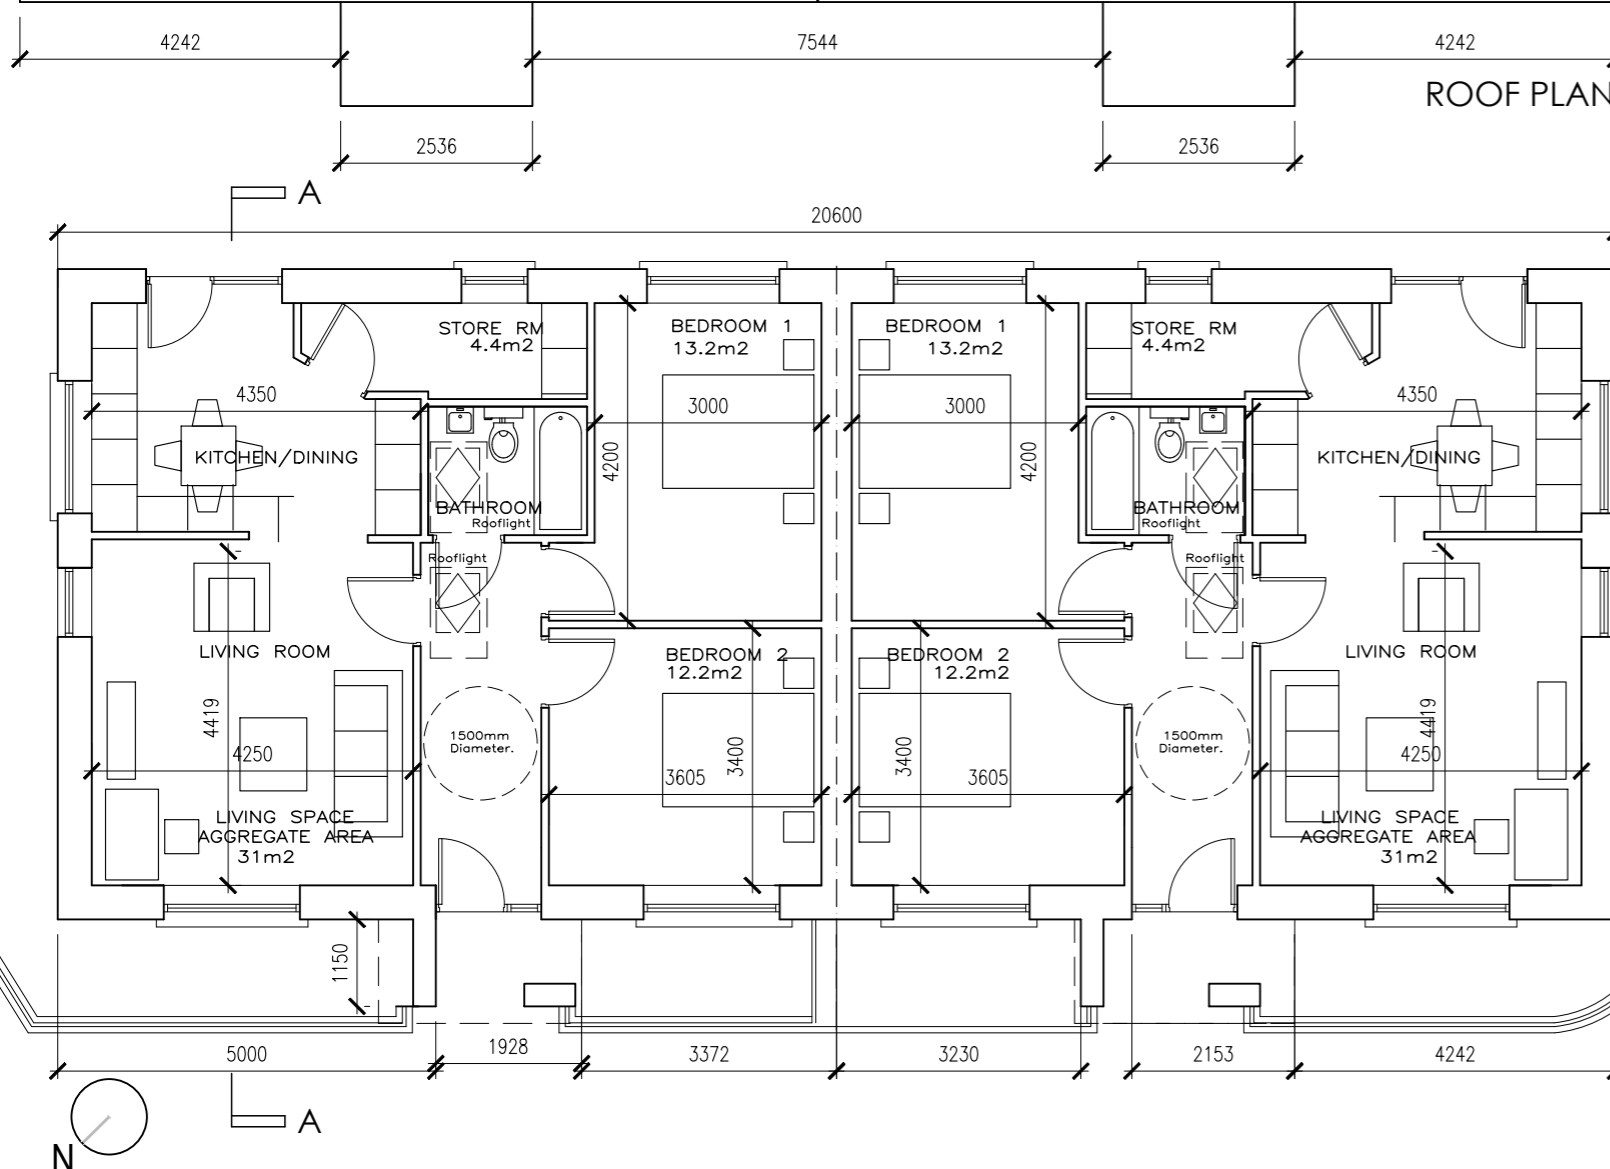 4242 7544 4242
ROOF PLAN
2536 2536
A
20600
STORE RM
4.4m2
BEDROOM 1
13.2m2
BEDROOM 1
13.2m2
STORE RM
4.4m2
4350 3000 3000 4350
4200 4200
KITCHEN/DINING
KITCHEN/DINING
BATHROOM
Rooflight
BATHROOM
Rooflight
Rooflight
Rooflight
LIVING ROOM
BEDROOM 2
12.2m2
BEDROOM 2
12.2m2
LIVING ROOM
4419 3400 3400 4419
1500mm
Diameter.
1500mm
Diameter.
4250 3605 3605 4250
LIVING SPACE
AGGREGATE AREA
31m2
LIVING SPACE
AGGREGATE AREA
31m2
1150
5000 1928 3372 3230 2153 4242
A
N